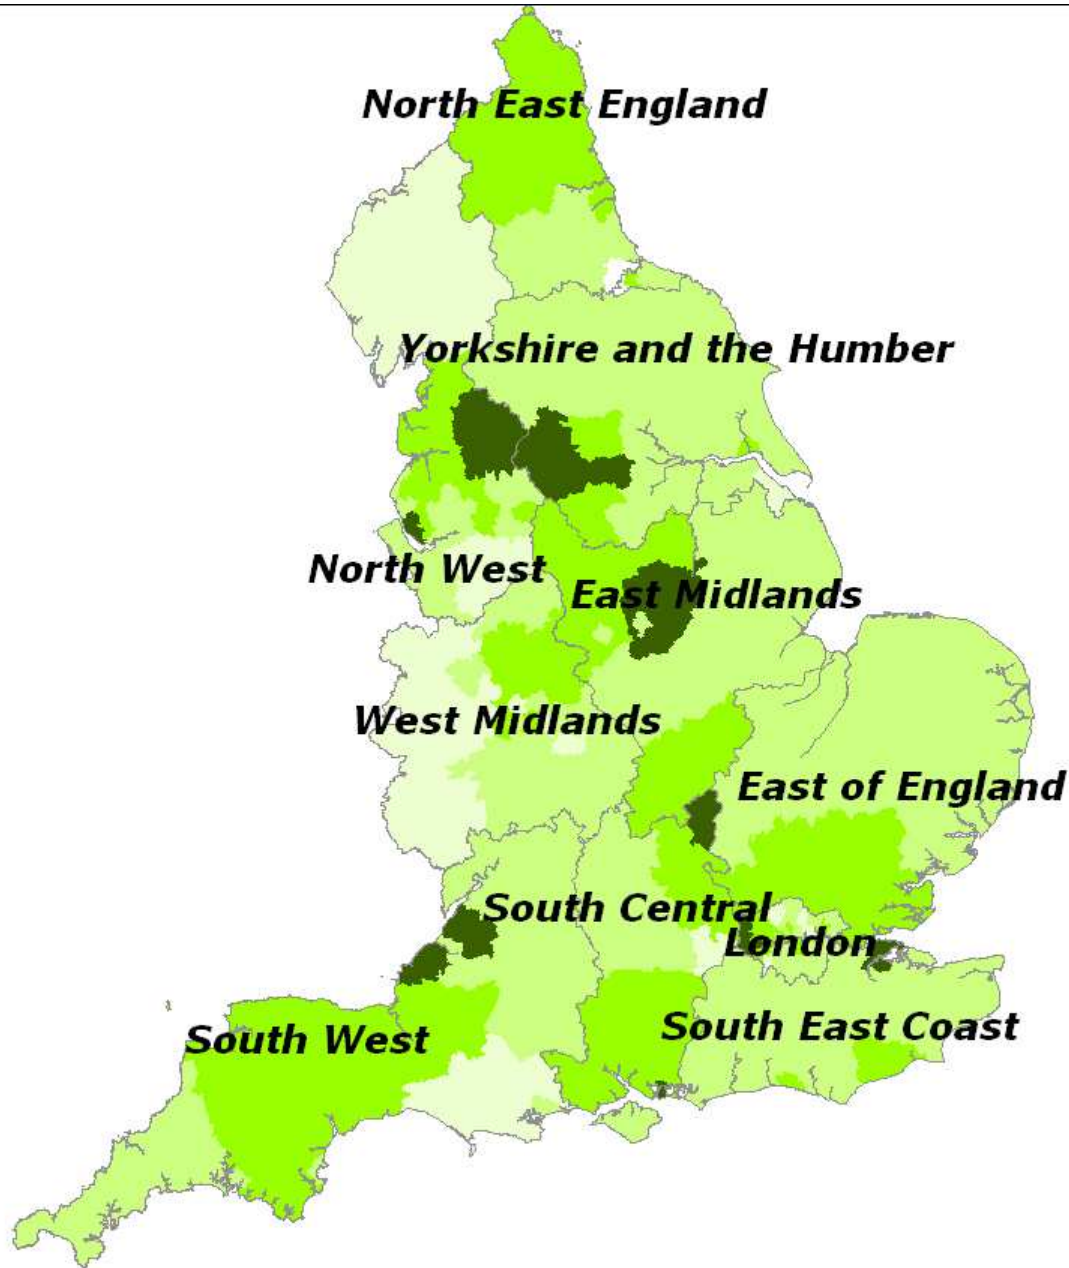 North East England
Yorkshire and the Humber
North West
East Midlands
West Midlands
East of England
South Central
London
South East Coast
South West